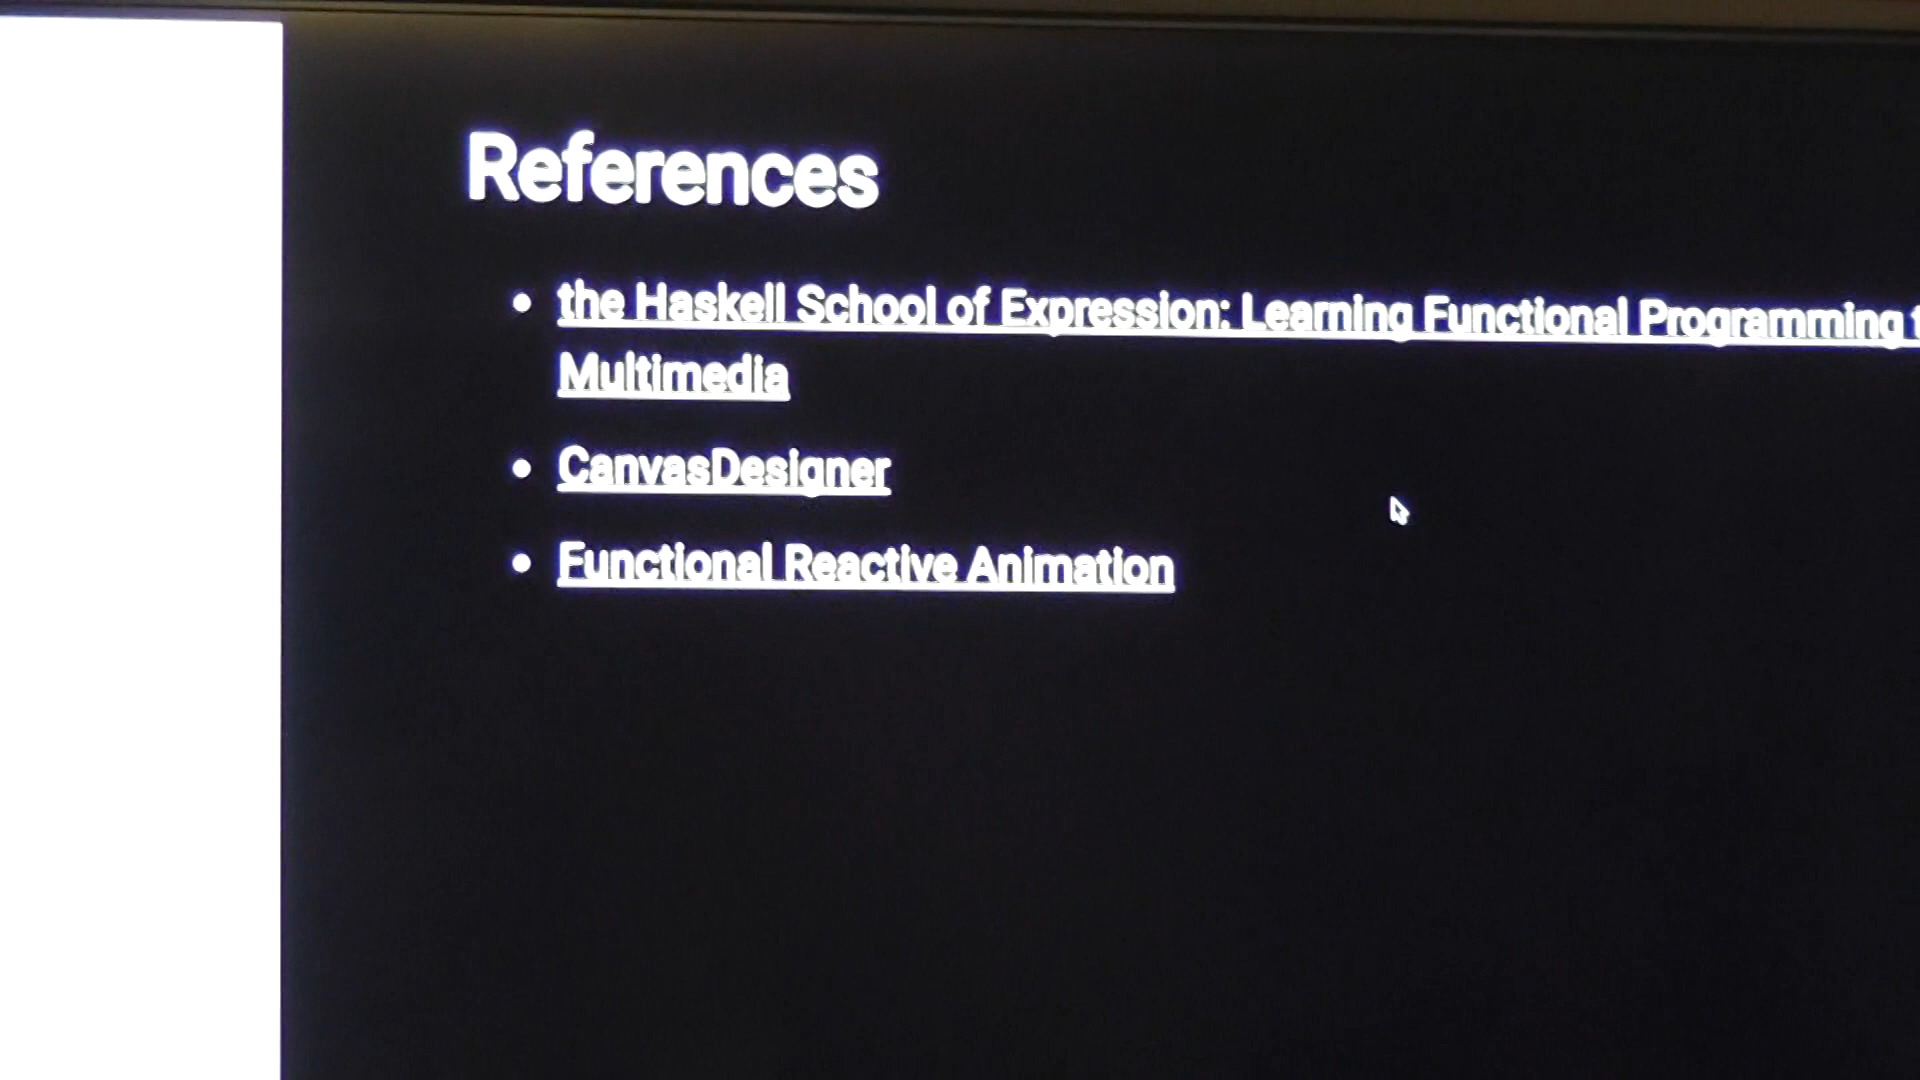 References
the Haskell School of Expression: Learning Functional Programming
Multimedia
CanvasDesigner
Functional Reactive Animation